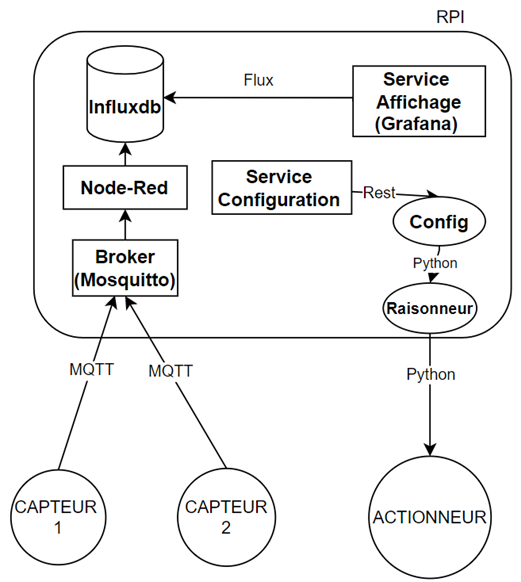 RPI
Influxdb
Flux
Service
Affichage
(Grafana)
Node-Red
Service
Configuration
Rest
Config
Broker
(Mosquitto)
Python
Raisonneur
MQTT
MQTT
Python
CAPTEUR
1
CAPTEUR
2
ACTIONNEUR